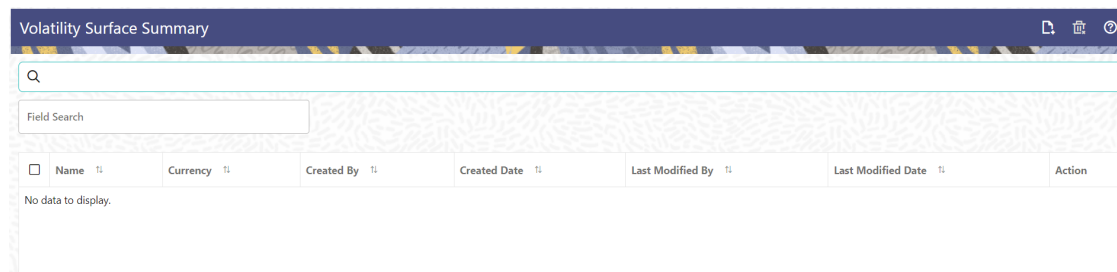 Volatility Surface Summary
Field Search
Name Currency Created By Created Date Last Modified By Last Modified Date Action
No data to display.